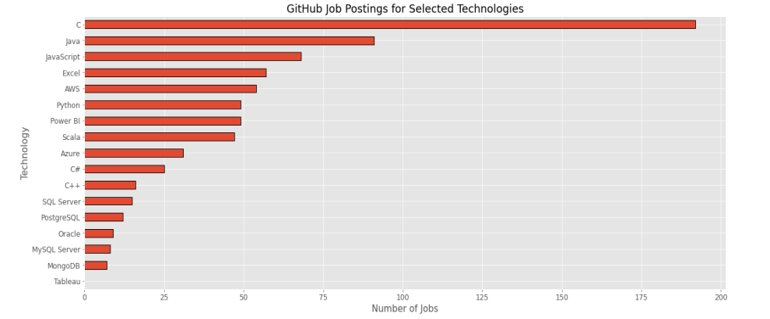 GitHub Job Postings for Selected Technologies
C
Java
JavaScript
Excel
AWS
Python
Power BI
Scala
Azure
C#
C++
SQL Server
PostgreSQL
Oracle
MySQL Server
MongoDB
Tableau
Technology
0 25 50 75 100 125 150 175 200
Number of Jobs